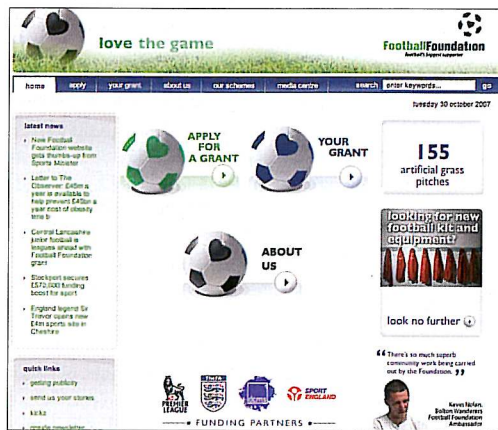 love the game
FootballFoundation
football's biggest supporter
home apply your grant about us our schemes media centre search enter keywords... go
tuesday 30 october 2007
latest news
New Football
Foundation website
gets thumbs-up from
Sports Minister
Letter to The
Observer: £45m a
year is available to
help prevent £45bn a
year cost of obesity
Central Lancashire
junior football is
leagues ahead with
Football Foundation
grant
Stockport secures
£570,000 funding
boost for sport
England legend Sir
Trevor opens new
£4m sports site in
Cheshire
quick links
getting publicity
send us your stories
kicks
create newsletter
APPLY
FOR A
GRANT
YOUR
GRANT
ABOUT
US
PREMIER
LEAGUE
TheFA
SPORT
ENGLAND
FUNDING PARTNERS
155
artificial grass
pitches
looking for new
football kit and
equipment?
look no further
“ There's so much superb
community work being carried
out by the Foundation. ”
Kevin Nolan,
Bolton Wanderers
Football Foundation
Ambassador